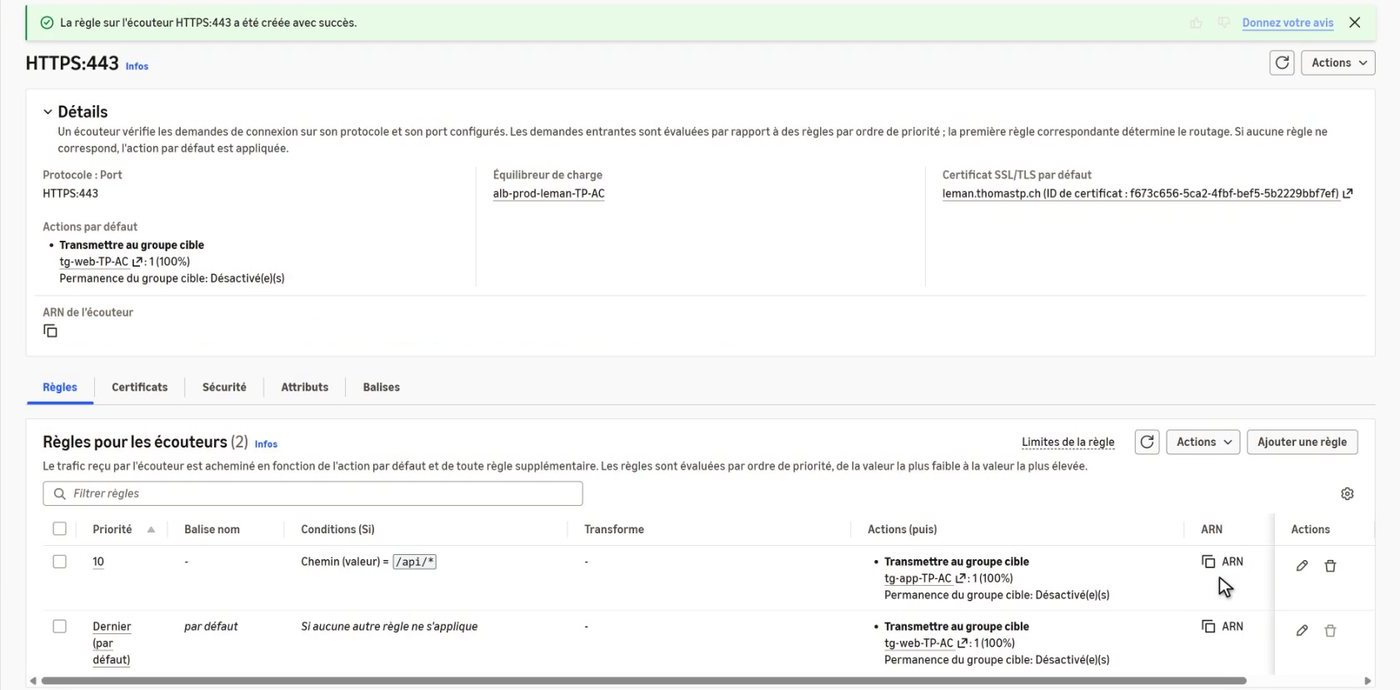 La règle sur l'écouteur HTTPS:443 a été créée avec succès.
Donnez votre avis
HTTPS:443 Infos
Actions
Détails
Un écouteur vérifie les demandes de connexion sur son protocole et son port configurés. Les demandes entrantes sont évaluées par rapport à des règles par ordre de priorité ; la première règle correspondante détermine le routage. Si aucune règle ne
correspond, l'action par défaut est appliquée.
Protocole : Port
HTTPS:443
Équilibreur de charge
alb-prod-leman-TP-AC
Certificat SSL/TLS par défaut
leman.thomastp.ch (ID de certificat : f673c656-5ca2-4fbf-bef5-5b2229bbf7ef)
Actions par défaut
• Transmettre au groupe cible
tg-web-TP-AC : 1 (100%)
Permanence du groupe cible: Désactivé(e)(s)
ARN de l'écouteur
Règles Certificats Sécurité Attributs Balises
Règles pour les écouteurs (2) Infos
Limites de la règle Actions Ajouter une règle
Le trafic reçu par l'écouteur est acheminé en fonction de l'action par défaut et de toute règle supplémentaire. Les règles sont évaluées par ordre de priorité, de la valeur la plus faible à la valeur la plus élevée.
Filtrer règles
Priorité Balise nom Conditions (Si) Transforme Actions (puis) ARN Actions
10 - Chemin (valeur) = /api/* - • Transmettre au groupe cible ARN
tg-app-TP-AC : 1 (100%)
Permanence du groupe cible: Désactivé(e)(s)
Dernier par défaut Si aucune autre règle ne s'applique - • Transmettre au groupe cible ARN
(par tg-web-TP-AC : 1 (100%)
défaut) Permanence du groupe cible: Désactivé(e)(s)